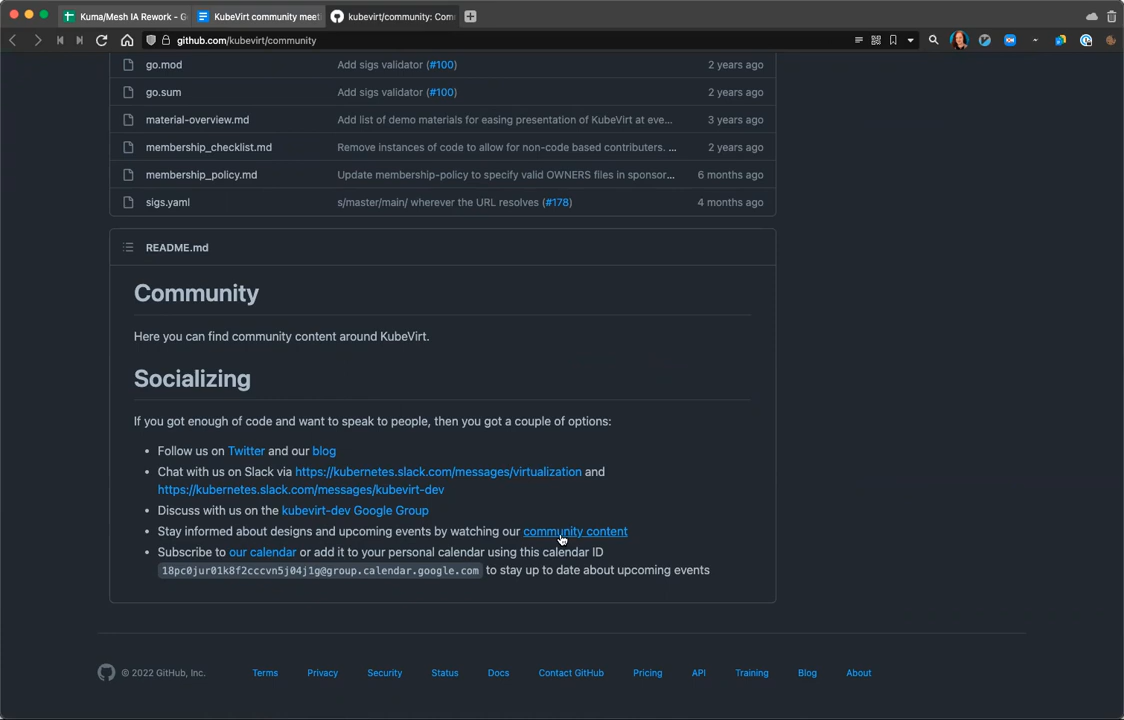 Kuma/Mesh IA Rework - G
KubeVirt community meet
kubevirt/community: Com
github.com/kubevirt/community
go.mod Add sigs validator (#100) 2 years ago
go.sum Add sigs validator (#100) 2 years ago
material-overview.md Add list of demo materials for easing presentation of KubeVirt at eve... 3 years ago
membership_checklist.md Remove instances of code to allow for non-code based contributers. ... 2 years ago
membership_policy.md Update membership-policy to specify valid OWNERS files in sponsor... 6 months ago
sigs.yaml s/master/main/ wherever the URL resolves (#178) 4 months ago
README.md
Community
Here you can find community content around KubeVirt.
Socializing
If you got enough of code and want to speak to people, then you got a couple of options:
• Follow us on Twitter and our blog
• Chat with us on Slack via https://kubernetes.slack.com/messages/virtualization and
https://kubernetes.slack.com/messages/kubevirt-dev
• Discuss with us on the kubevirt-dev Google Group
• Stay informed about designs and upcoming events by watching our community content
• Subscribe to our calendar or add it to your personal calendar using this calendar ID
18pc0jur01k8f2cccvn5j04j1g@group.calendar.google.com to stay up to date about upcoming events
© 2022 GitHub, Inc. Terms Privacy Security Status Docs Contact GitHub Pricing API Training Blog About